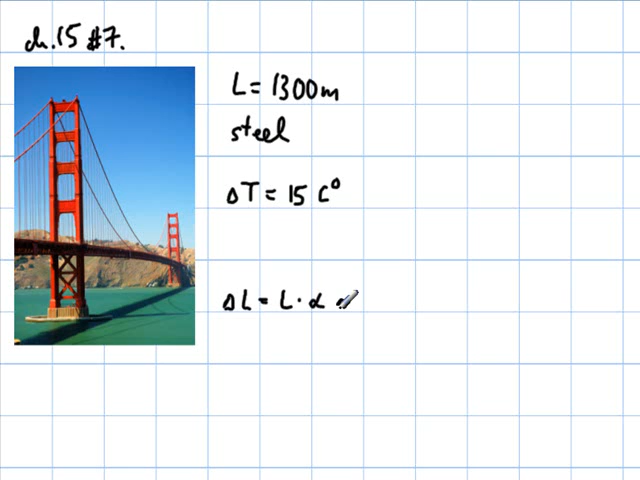 ch.15 #7.
L = 1300m
steel
ΔT = 15 C°
ΔL = L · α